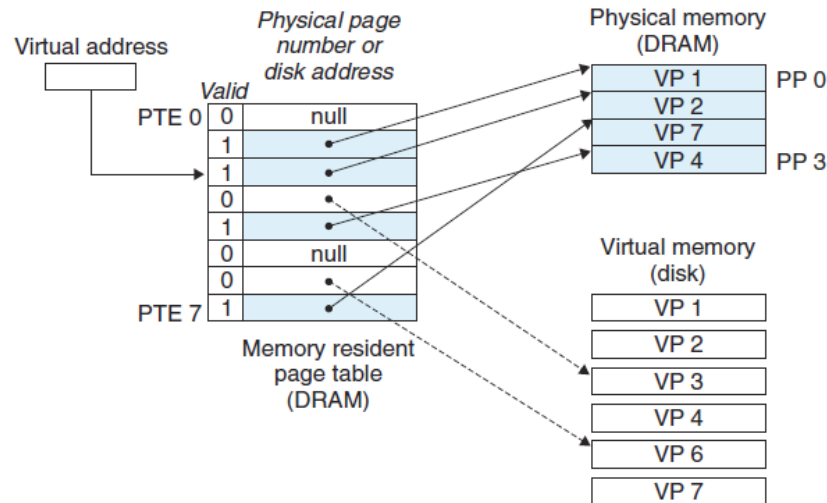 Virtual address
Physical page
number or
disk address
Valid
PTE 0 0 null
1
1
0
1
0 null
0
PTE 7 1
Memory resident
page table
(DRAM)
Physical memory
(DRAM)
VP 1 PP 0
VP 2
VP 7
VP 4 PP 3
Virtual memory
(disk)
VP 1
VP 2
VP 3
VP 4
VP 6
VP 7